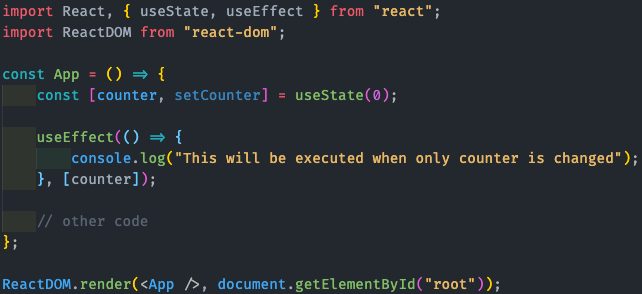 import React, { useState, useEffect } from "react";
import ReactDOM from "react-dom";
const App = () => {
const [counter, setCounter] = useState(0);
useEffect(() => {
console.log("This will be executed when only counter is changed");
}, [counter]);
// other code
};
ReactDOM.render(<App />, document.getElementById("root"));